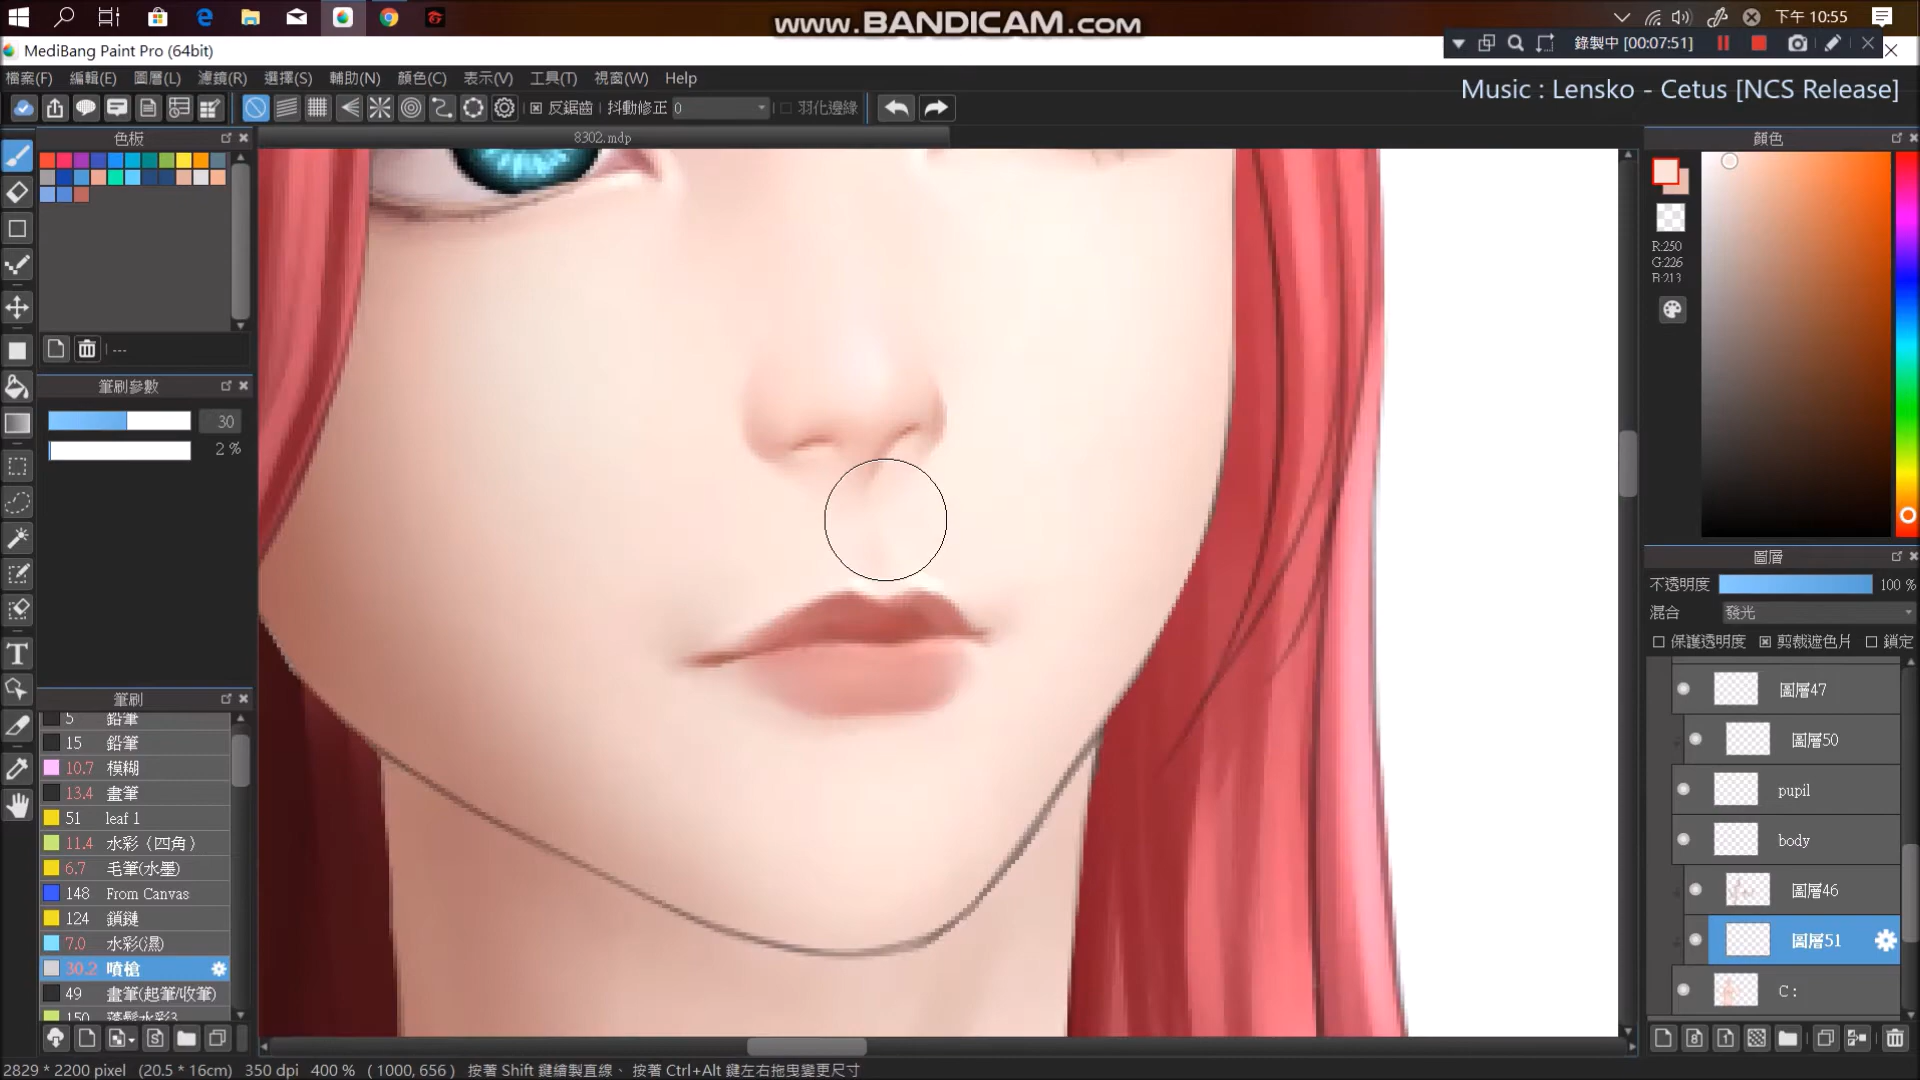 www.BANDICAM.com
下午 10:55
MediBang Paint Pro (64bit)
錄製中 [00:07:51]
檔案(F) 編輯(E) 圖層(L) 濾鏡(R) 選擇(S) 輔助(N) 顏色(C) 表示(V) 工具(T) 視窗(W) Help
Music : Lensko - Cetus [NCS Release]
反鋸齒 抖動修正 0 羽化邊緣
色板
8302.mdp
顏色
R:250
G:226
B:213
---
筆刷參數
30
2 %
圖層
不透明度 100 %
混合 發光
保護透明度 剪裁遮色片 鎖定
圖層47
圖層50
pupil
body
圖層46
圖層51
C :
筆刷
5 鉛筆
15 鉛筆
10.7 模糊
13.4 畫筆
51 leaf 1
11.4 水彩（四角）
6.7 毛筆(水墨)
148 From Canvas
124 鎖鏈
7.0 水彩(濕)
30.2 噴槍
49 畫筆(起筆/收筆)
150
2829 * 2200 pixel (20.5 * 16cm) 350 dpi 400 % ( 1000, 656 ) 按著 Shift 鍵繪製直線、 按著 Ctrl+Alt 鍵左右拖曳變更尺寸